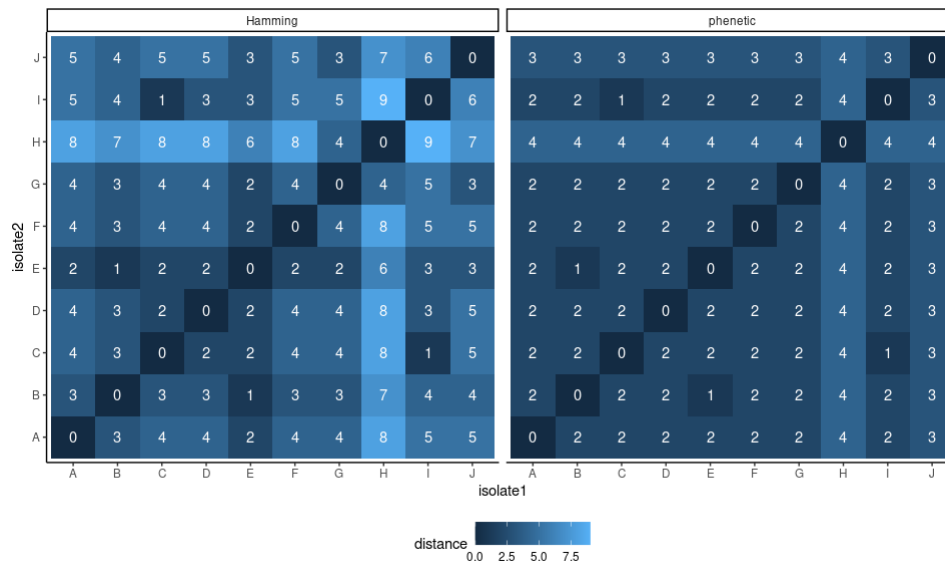 Hamming phenetic
J 5 4 5 5 3 5 3 7 6 0 3 3 3 3 3 3 3 4 3 0
I 5 4 1 3 3 5 5 9 0 6 2 2 1 2 2 2 2 4 0 3
H 8 7 8 8 6 8 4 0 9 7 4 4 4 4 4 4 4 0 4 4
G 4 3 4 4 2 4 0 4 5 3 2 2 2 2 2 2 0 4 2 3
F 4 3 4 4 2 0 4 8 5 5 2 2 2 2 2 0 2 4 2 3
E 2 1 2 2 0 2 2 6 3 3 2 1 2 2 0 2 2 4 2 3
D 4 3 2 0 2 4 4 8 3 5 2 2 2 0 2 2 2 4 2 3
C 4 3 0 2 2 4 4 8 1 5 2 2 0 2 2 2 2 4 1 3
B 3 0 3 3 1 3 3 7 4 4 2 0 2 2 1 2 2 4 2 3
A 0 3 4 4 2 4 4 8 5 5 0 2 2 2 2 2 2 4 2 3
A B C D E F G H I J A B C D E F G H I J
isolate2
isolate1
distance
0.0 2.5 5.0 7.5